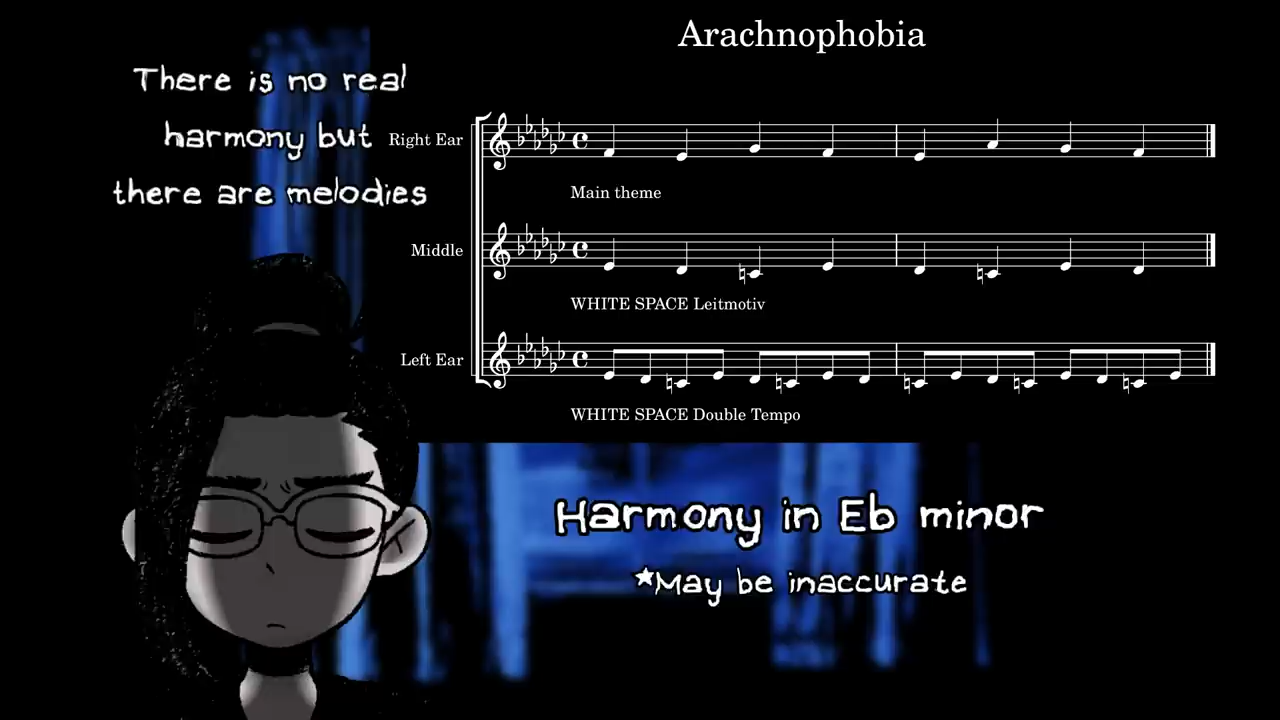 Arachnophobia
There is no real
harmony but
there are melodies
Right Ear
Main theme
Middle
WHITE SPACE Leitmotiv
Left Ear
WHITE SPACE Double Tempo
Harmony in Eb minor
*May be inaccurate